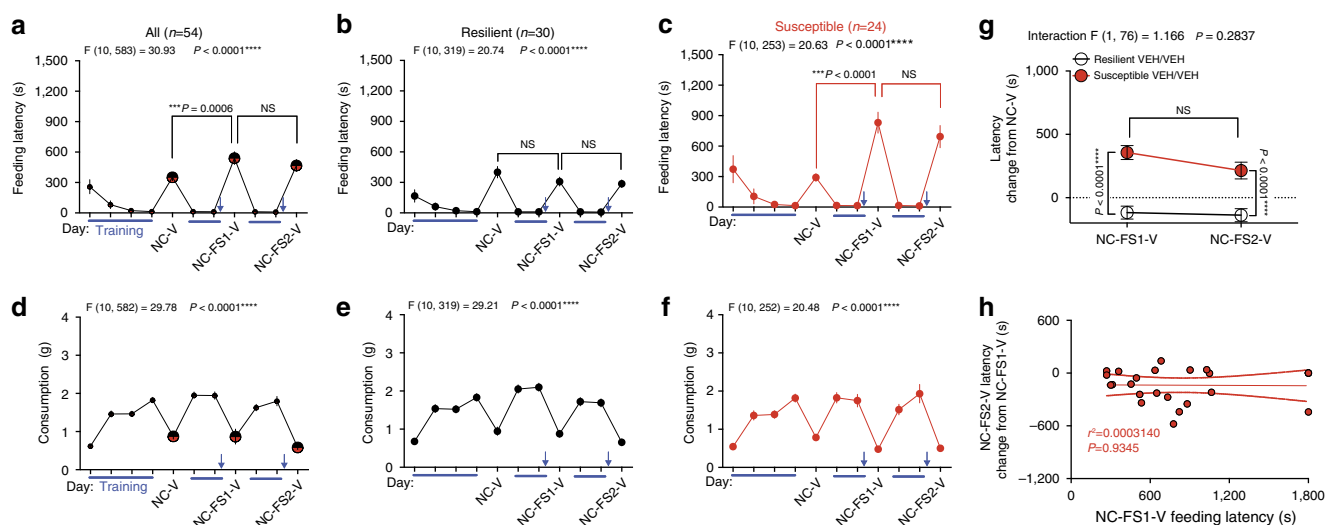 a
All (n=54)
F (10, 583) = 30.93 P < 0.0001****
1,500
1,200
900
600
300
0
Feeding latency (s)
***P = 0.0006
NS
Day: Training
NC-V
NC-FS1-V
NC-FS2-V
b
Resilient (n=30)
F (10, 319) = 20.74 P < 0.0001****
1,500
1,200
900
600
300
0
Feeding latency (s)
NS
NS
NC-V
NC-FS1-V
NC-FS2-V
c
Susceptible (n=24)
F (10, 253) = 20.63 P < 0.0001****
1,500
1,200
900
600
300
0
Feeding latency (s)
***P < 0.0001
NS
NC-V
NC-FS1-V
NC-FS2-V
g
Interaction F (1, 76) = 1.166 P = 0.2837
Resilient VEH/VEH
Susceptible VEH/VEH
1,000
500
0
Latency
change from NC-V (s)
NS
P < 0.0001****
P < 0.0001****
NC-FS1-V
NC-FS2-V
d
F (10, 582) = 29.78 P < 0.0001****
4
3
2
1
0
Consumption (g)
Day: Training
NC-V
NC-FS1-V
NC-FS2-V
e
F (10, 319) = 29.21 P < 0.0001****
4
3
2
1
0
Consumption (g)
NC-V
NC-FS1-V
NC-FS2-V
f
F (10, 252) = 20.48 P < 0.0001****
4
3
2
1
0
Consumption (g)
NC-V
NC-FS1-V
NC-FS2-V
h
600
0
−600
−1,200
NC-FS2-V latency
change from NC-FS1-V (s)
r²=0.0003140
P=0.9345
0
600
1,200
1,800
NC-FS1-V feeding latency (s)